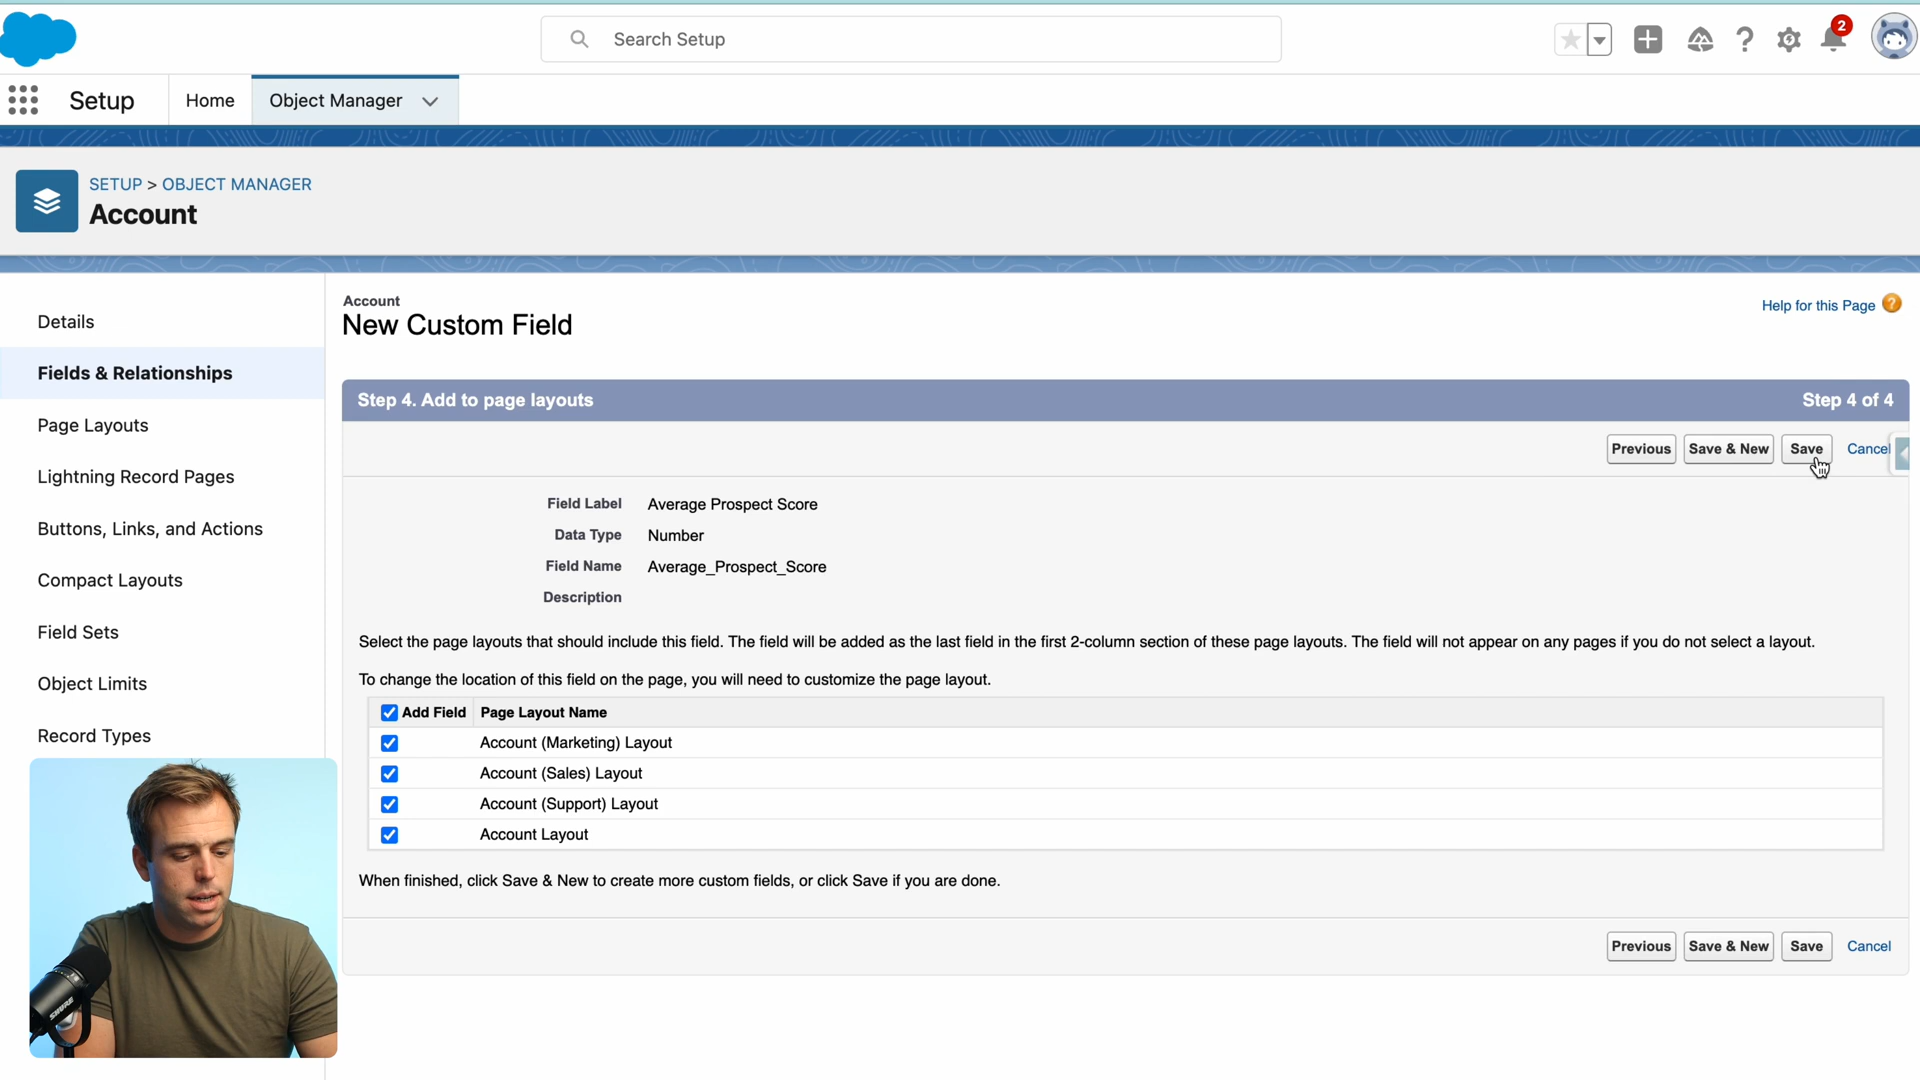 Search Setup
2
Setup
Home
Object Manager
SETUP > OBJECT MANAGER
Account
Details
Fields & Relationships
Page Layouts
Lightning Record Pages
Buttons, Links, and Actions
Compact Layouts
Field Sets
Object Limits
Record Types
Account
New Custom Field
Help for this Page ?
Step 4. Add to page layouts
Step 4 of 4
Previous
Save & New
Save
Cancel
Field Label Average Prospect Score
Data Type Number
Field Name Average_Prospect_Score
Description
Select the page layouts that should include this field. The field will be added as the last field in the first 2-column section of these page layouts. The field will not appear on any pages if you do not select a layout.
To change the location of this field on the page, you will need to customize the page layout.
Add Field Page Layout Name
Account (Marketing) Layout
Account (Sales) Layout
Account (Support) Layout
Account Layout
When finished, click Save & New to create more custom fields, or click Save if you are done.
Previous
Save & New
Save
Cancel
SHURE